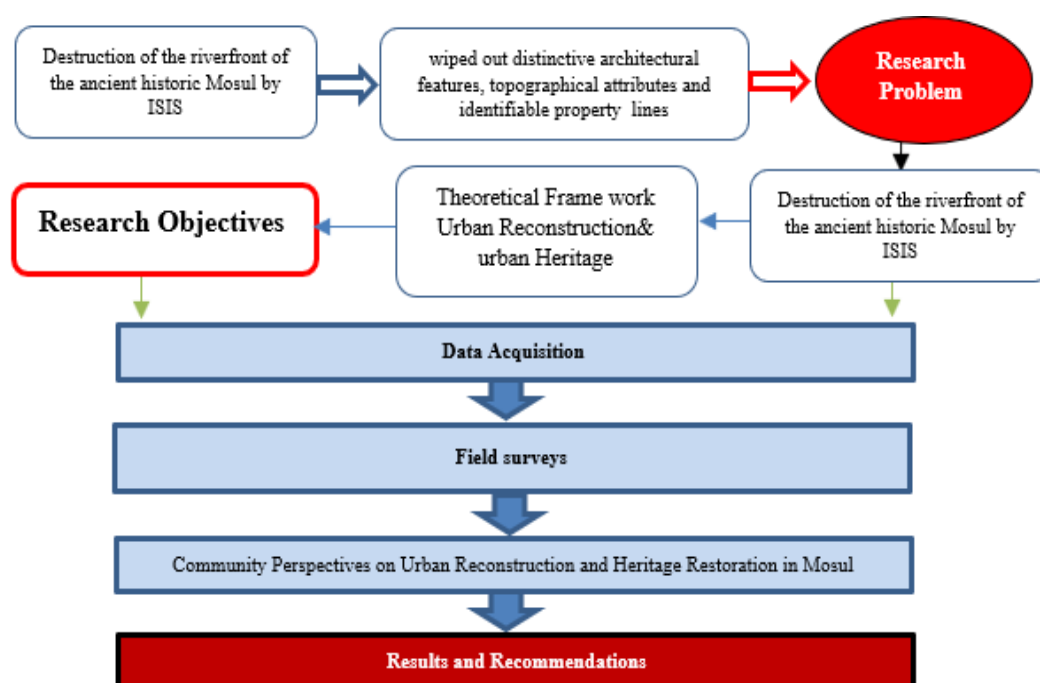 Destruction of the riverfront of
the ancient historic Mosul by
ISIS
wiped out distinctive architectural
features, topographical attributes and
identifiable property lines
Research
Problem
Research Objectives
Theoretical Frame work
Urban Reconstruction&
urban Heritage
Destruction of the riverfront of
the ancient historic Mosul by
ISIS
Data Acquisition
Field surveys
Community Perspectives on Urban Reconstruction and Heritage Restoration in Mosul
Results and Recommendations